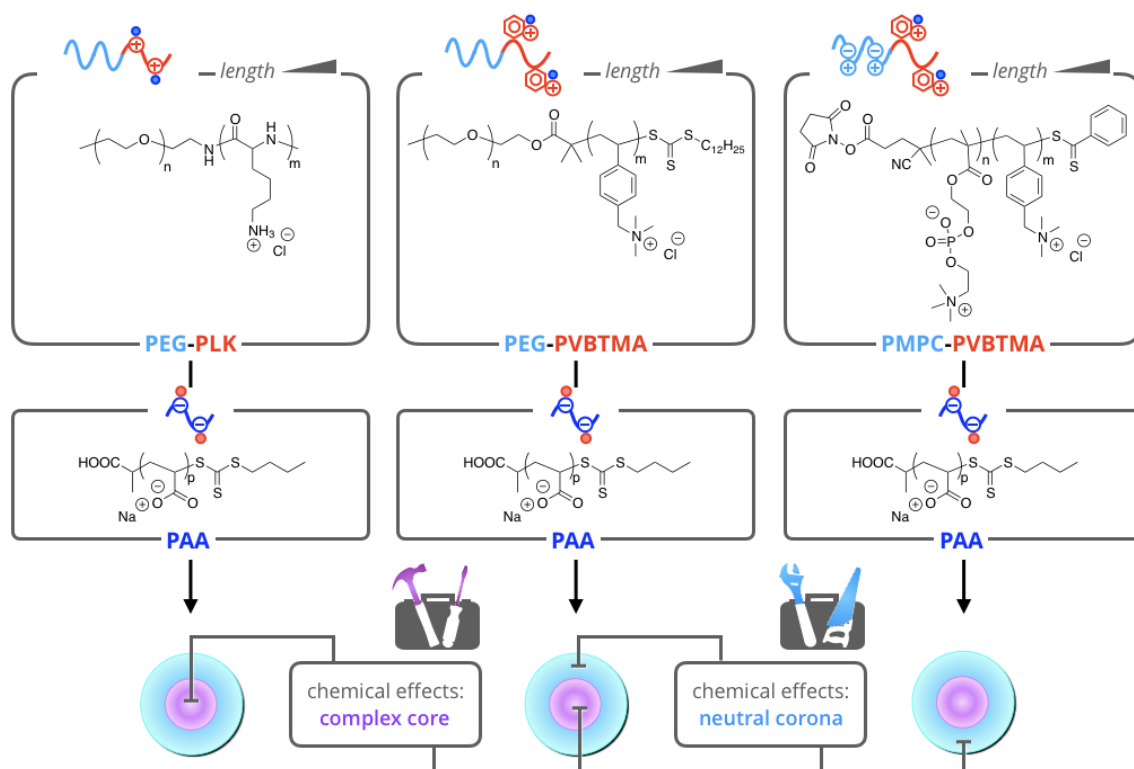 length
length
length
O
n
N
H
O
H
N
m
NH3
+
Cl
−
PEG-PLK
O
n
O
O
m
S
S
S
C12H25
N
+
Cl
−
PEG-PVBTMA
O
N
O
O
O
NC
n
m
S
S
O
O
−
O
O
O=P
O
N
+
N
+
Cl
−
PMPC-PVBTMA
HOOC
p
S
S
S
−
O
O
Na
+
PAA
HOOC
p
S
S
S
−
O
O
Na
+
PAA
HOOC
p
S
S
S
−
O
O
Na
+
PAA
chemical effects:
complex core
chemical effects:
neutral corona